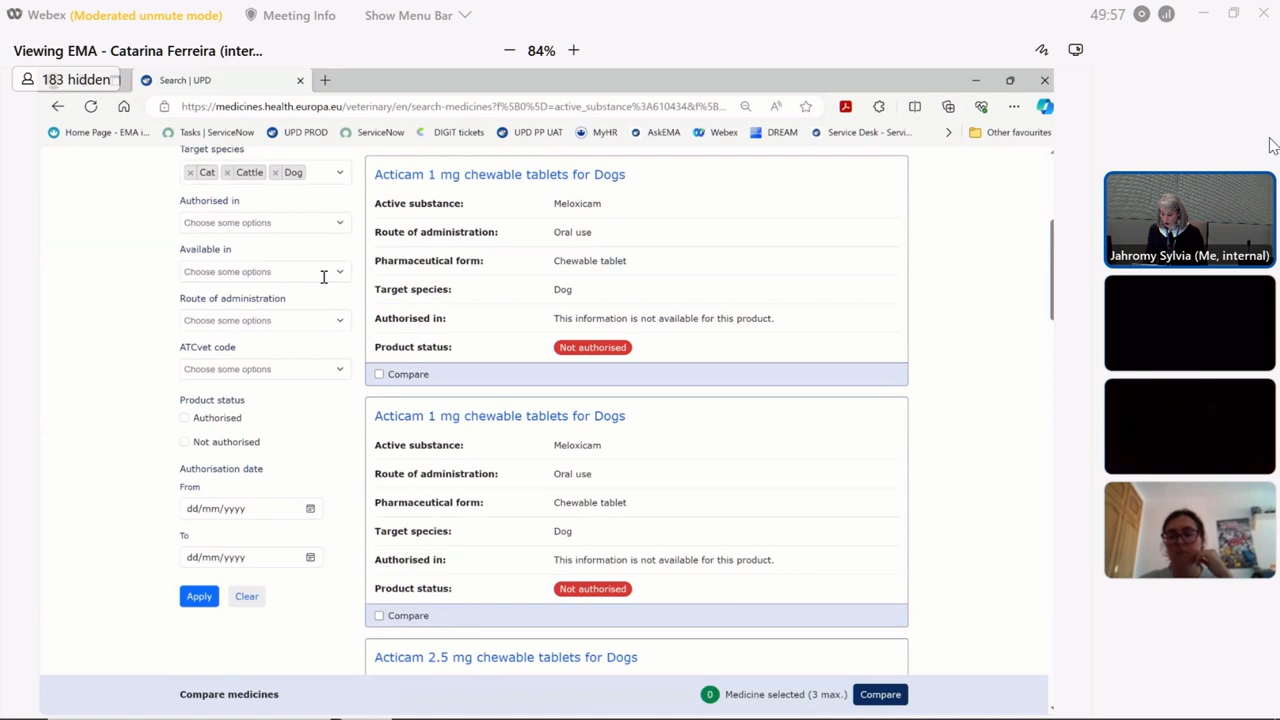 Webex (Moderated unmute mode) Meeting Info Show Menu Bar 49:57
Viewing EMA - Catarina Ferreira (inter... 84%
183 hidden Search | UPD
https://medicines.health.europa.eu/veterinary/en/search-medicines?f%5B0%5D=active_substance%3A610434&f%5B...
Home Page - EMA i... Tasks | ServiceNow UPD PROD ServiceNow DIGIT tickets UPD PP UAT MyHR AskEMA Webex DREAM Service Desk - Servi... Other favourites
Target species
Cat Cattle Dog
Authorised in
Choose some options
Available in
Choose some options
Route of administration
Choose some options
ATCvet code
Choose some options
Product status
Authorised
Not authorised
Authorisation date
From
dd/mm/yyyy
To
dd/mm/yyyy
Apply Clear
Acticam 1 mg chewable tablets for Dogs
Active substance: Meloxicam
Route of administration: Oral use
Pharmaceutical form: Chewable tablet
Target species: Dog
Authorised in: This information is not available for this product.
Product status: Not authorised
Compare
Acticam 1 mg chewable tablets for Dogs
Active substance: Meloxicam
Route of administration: Oral use
Pharmaceutical form: Chewable tablet
Target species: Dog
Authorised in: This information is not available for this product.
Product status: Not authorised
Compare
Acticam 2.5 mg chewable tablets for Dogs
Compare medicines 0 Medicine selected (3 max.) Compare
Jahromy Sylvia (Me, internal)